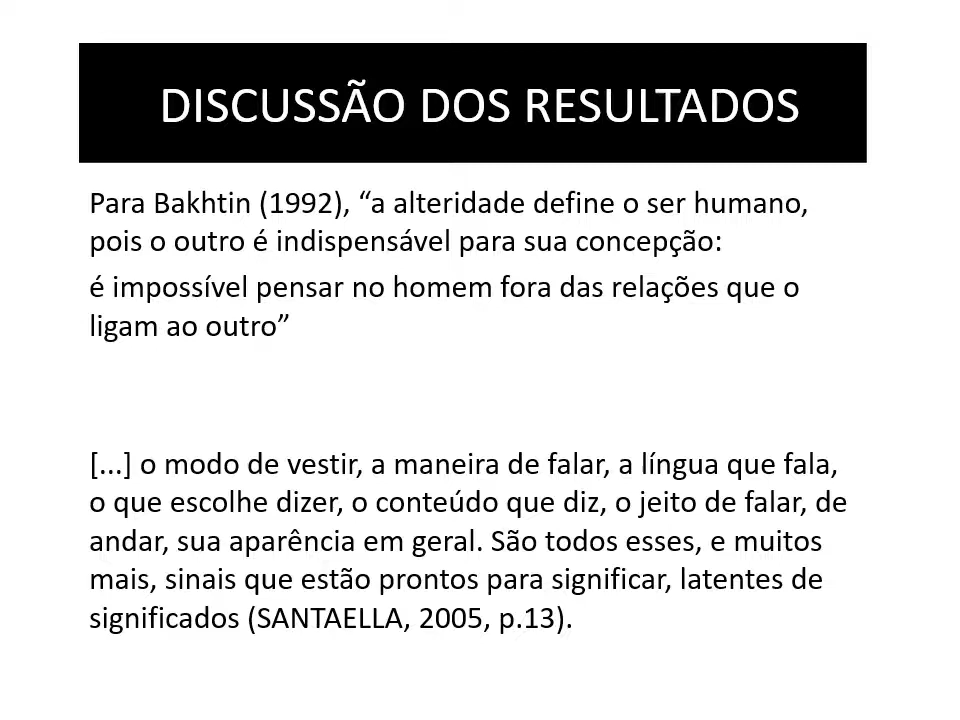 DISCUSSÃO DOS RESULTADOS
Para Bakhtin (1992), “a alteridade define o ser humano,
pois o outro é indispensável para sua concepção:
é impossível pensar no homem fora das relações que o
ligam ao outro”
[...] o modo de vestir, a maneira de falar, a língua que fala,
o que escolhe dizer, o conteúdo que diz, o jeito de falar, de
andar, sua aparência em geral. São todos esses, e muitos
mais, sinais que estão prontos para significar, latentes de
significados (SANTAELLA, 2005, p.13).